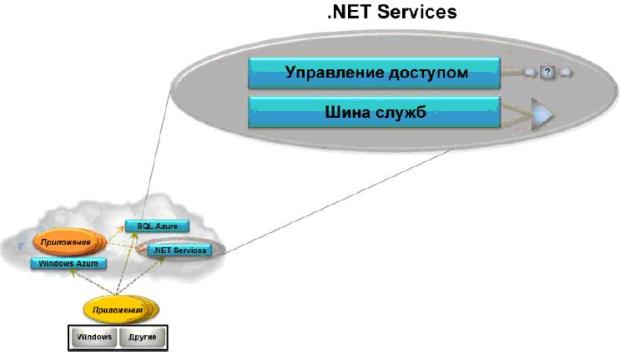 .NET Services
Управление доступом
?
Шина служб
SQL Azure
Приложения
.NET Services
Windows Azure
Приложения
Windows
Другие